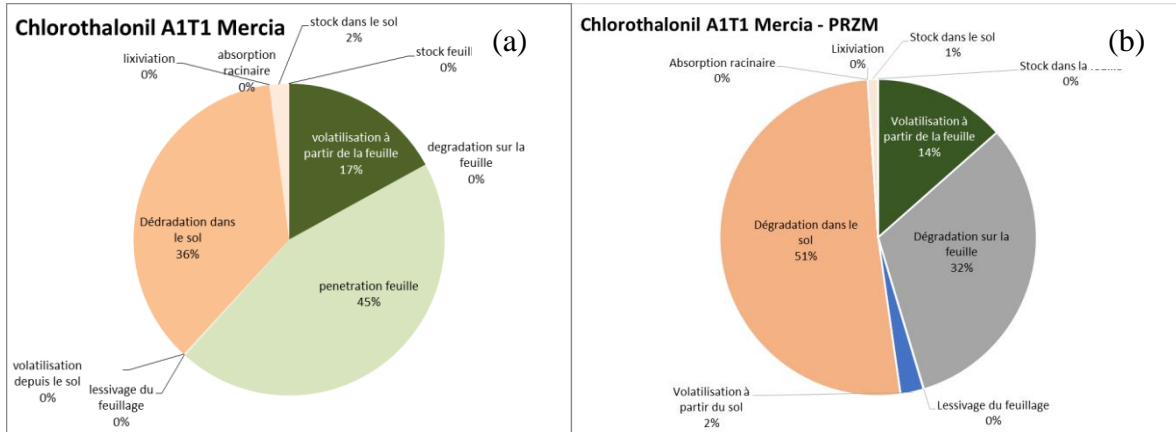 Chlorothalonil A1T1 Mercia
(a)
stock dans le sol
2%
lixiviation
0%
absorption
racinaire
0%
stock feuill
0%
volatilisation à
partir de la feuille
17%
degradation sur la
feuille
0%
Dédradation dans
le sol
36%
penetration feuille
45%
volatilisation
depuis le sol
0%
lessivage du
feuillage
0%
Chlorothalonil A1T1 Mercia - PRZM
(b)
Lixiviation
0%
Stock dans le sol
1%
Absorption racinaire
0%
Stock dans la feuille
0%
Volatilisation à
partir de la feuille
14%
Dégradation dans le
sol
51%
Dégradation sur la
feuille
32%
Volatilisation à
partir du sol
2%
Lessivage du feuillage
0%